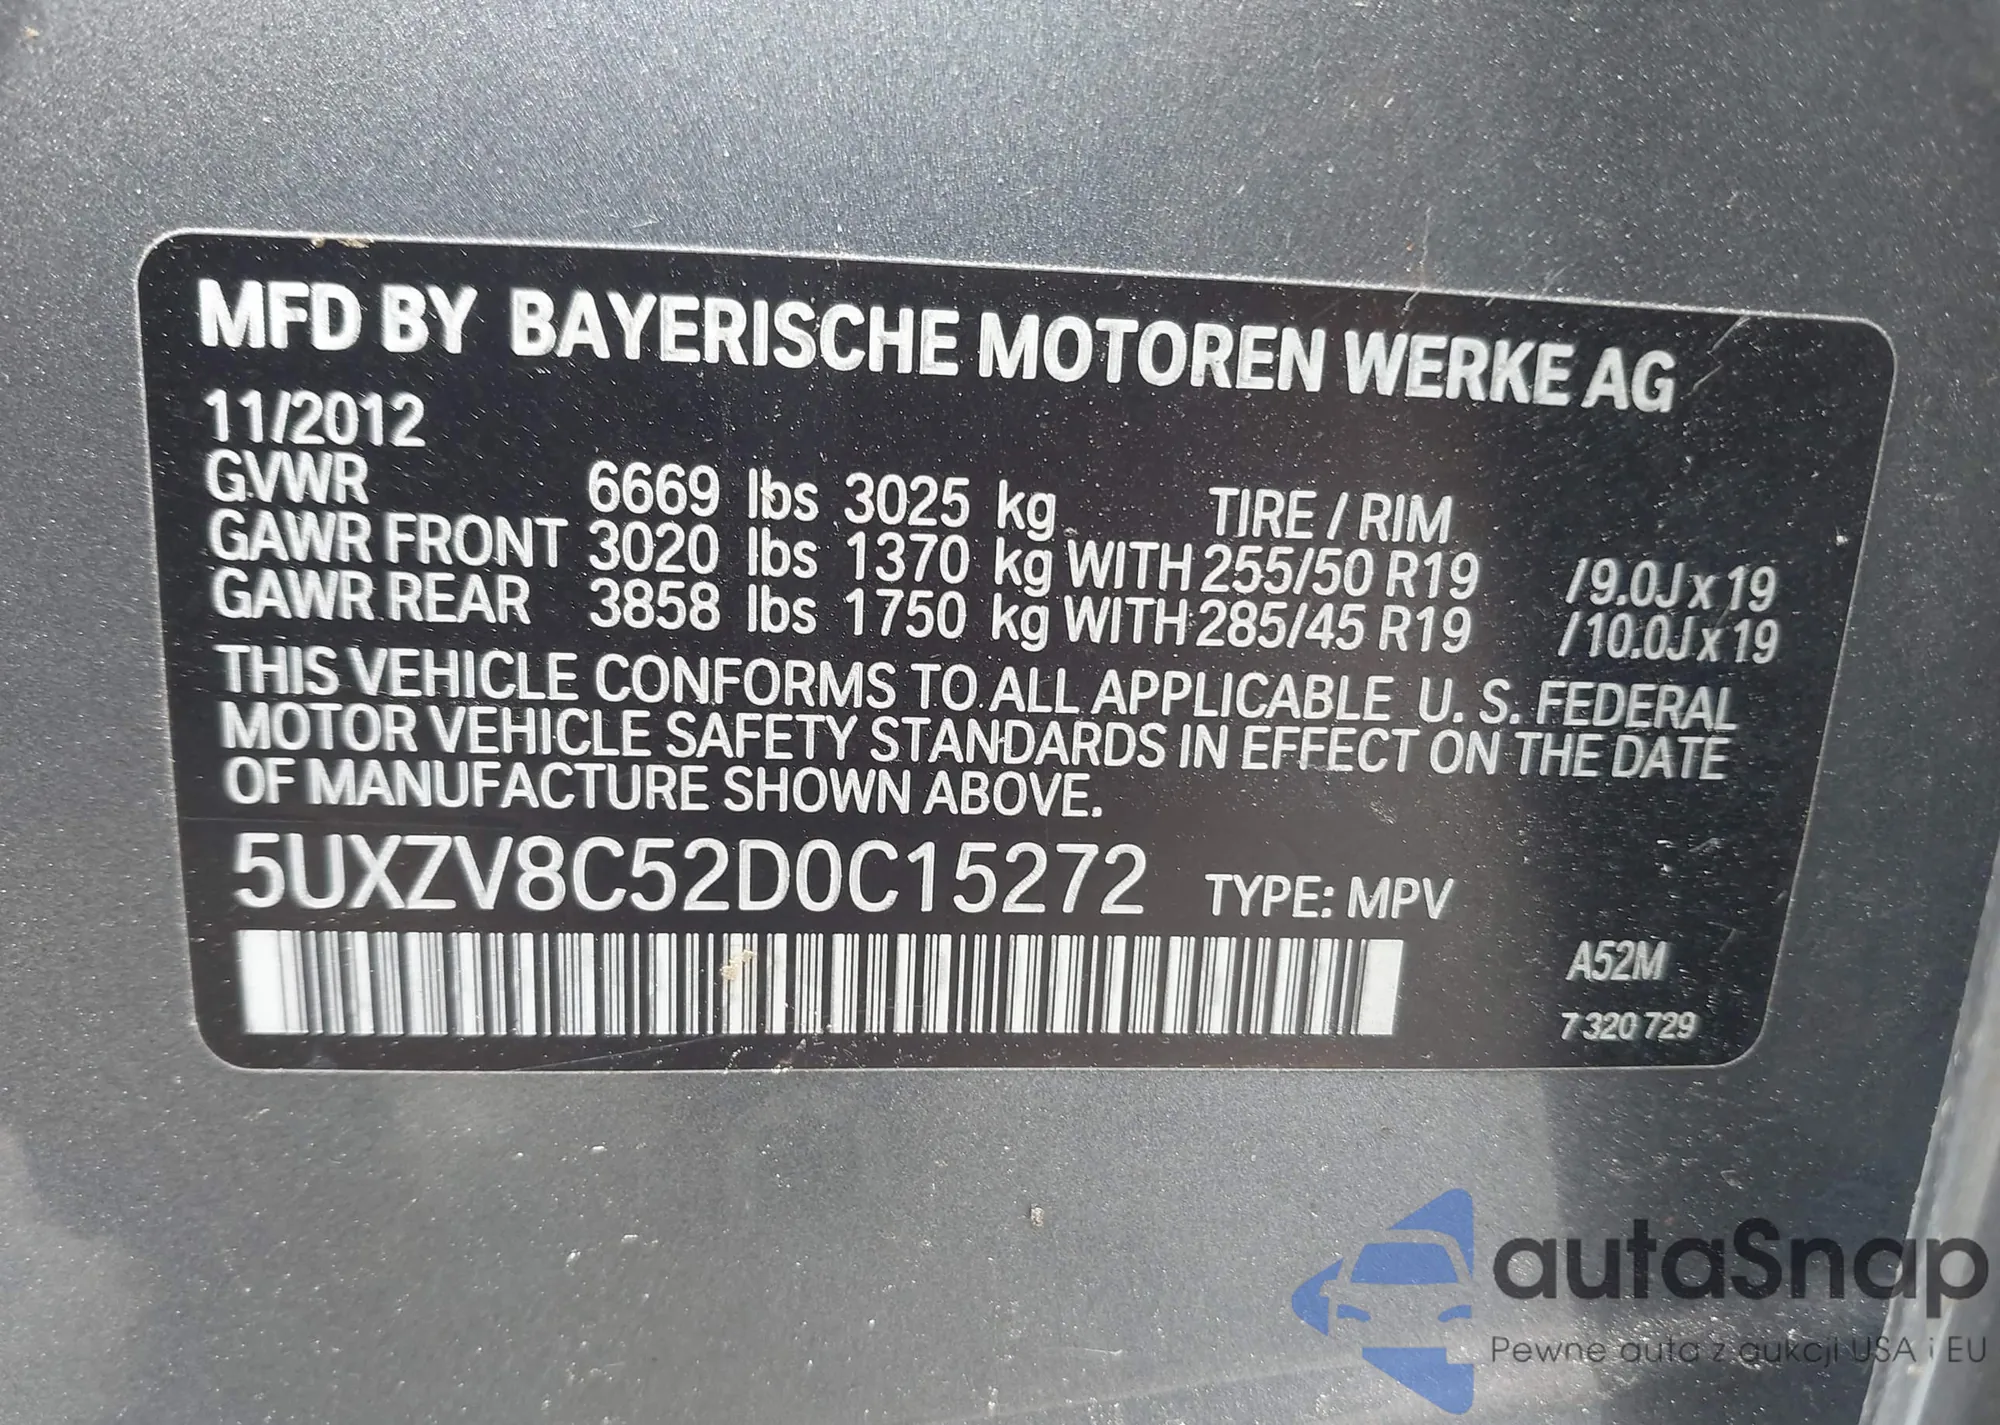 MFD BY BAYERISCHE MOTOREN WERKE AG
11/2012
GVWR 6669 lbs 3025 kg TIRE / RIM
GAWR FRONT 3020 lbs 1370 kg WITH 255/50 R19 /9.0J x 19
GAWR REAR 3858 lbs 1750 kg WITH 285/45 R19 /10.0J x 19
THIS VEHICLE CONFORMS TO ALL APPLICABLE U. S. FEDERAL
MOTOR VEHICLE SAFETY STANDARDS IN EFFECT ON THE DATE
OF MANUFACTURE SHOWN ABOVE.
5UXZV8C52D0C15272 TYPE: MPV
A52M
7 320 729
autaSnap
Pewne auta z aukcji USA i EU